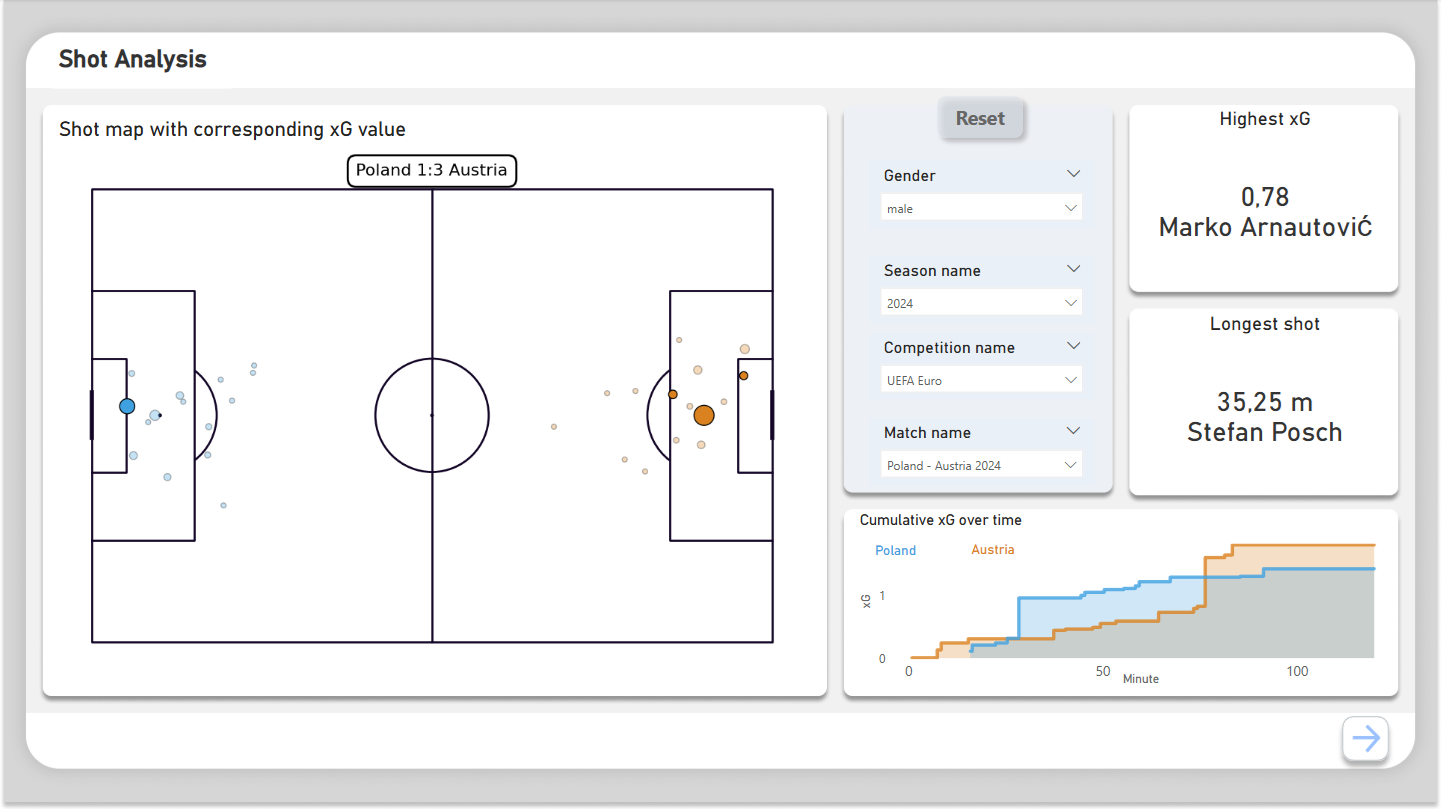 Shot Analysis
Shot map with corresponding xG value
Poland 1:3 Austria
Reset
Gender
male
Season name
2024
Competition name
UEFA Euro
Match name
Poland - Austria 2024
Highest xG
0,78
Marko Arnautović
Longest shot
35,25 m
Stefan Posch
Cumulative xG over time
Poland
Austria
xG
1
0
0
50
100
Minute